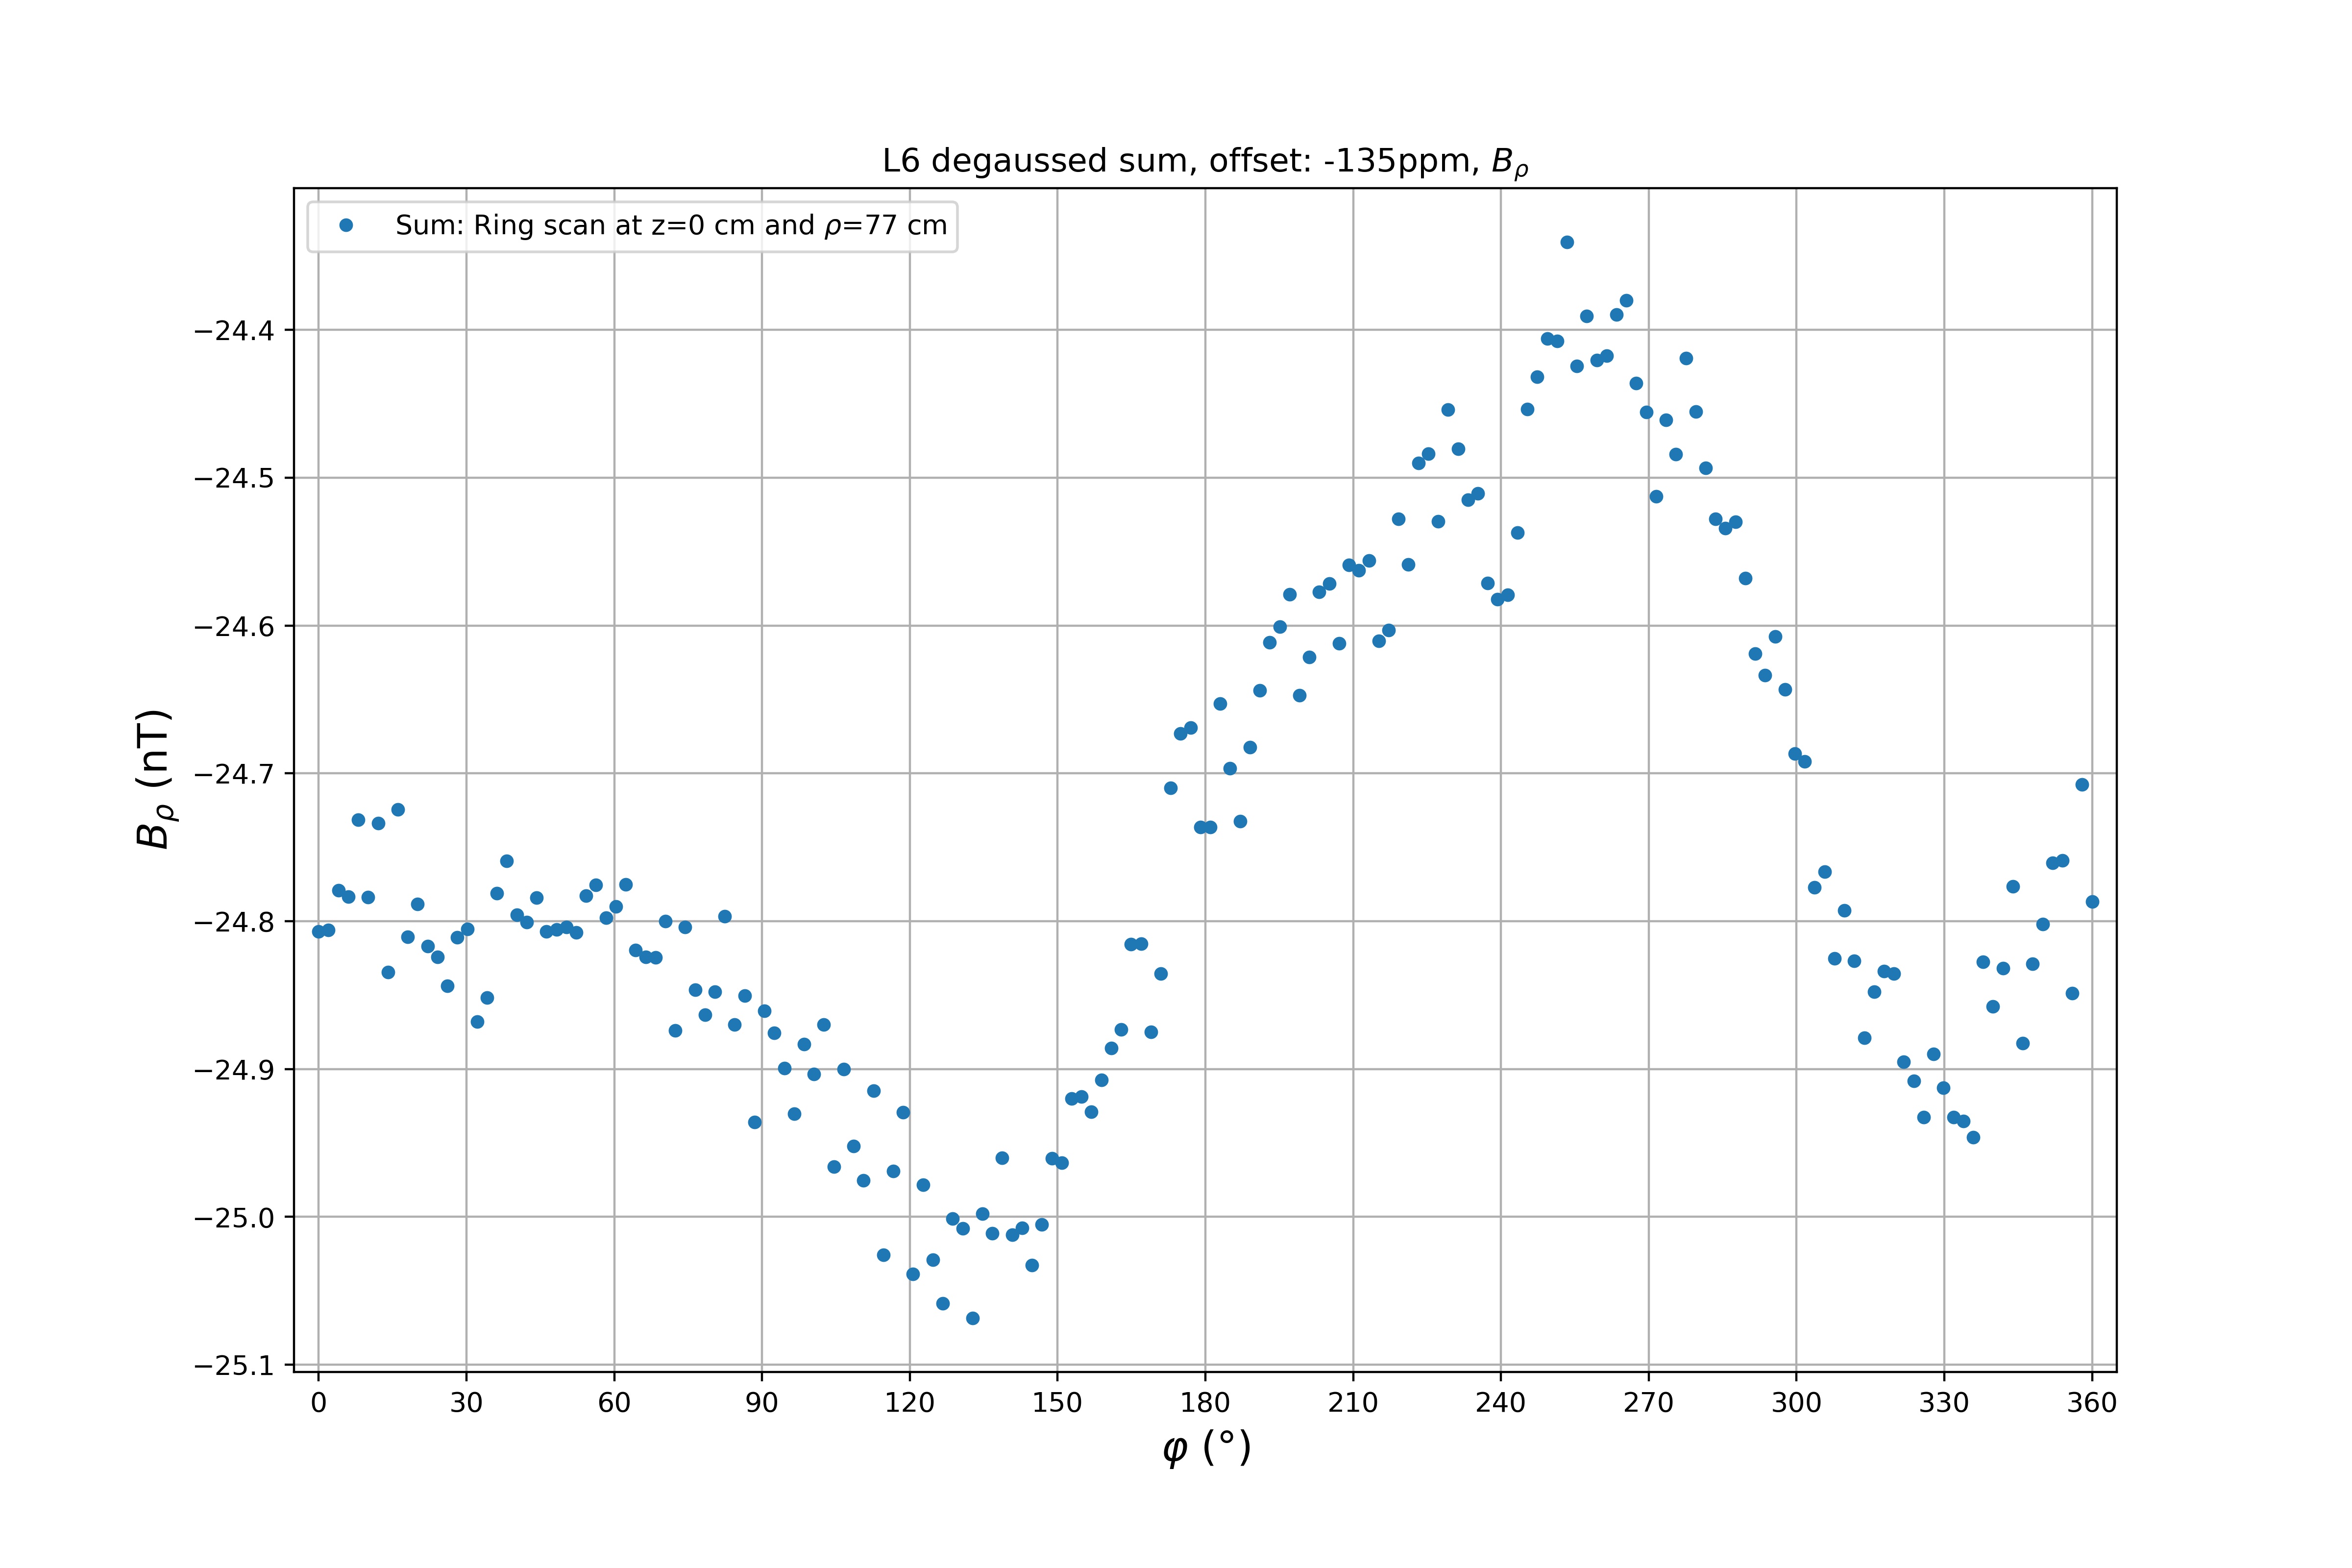 L6 degaussed sum, offset: -135ppm, Bρ
Sum: Ring scan at z=0 cm and ρ=77 cm
Bρ (nT)
−24.4
−24.5
−24.6
−24.7
−24.8
−24.9
−25.0
−25.1
0 30 60 90 120 150 180 210 240 270 300 330 360
φ (°)